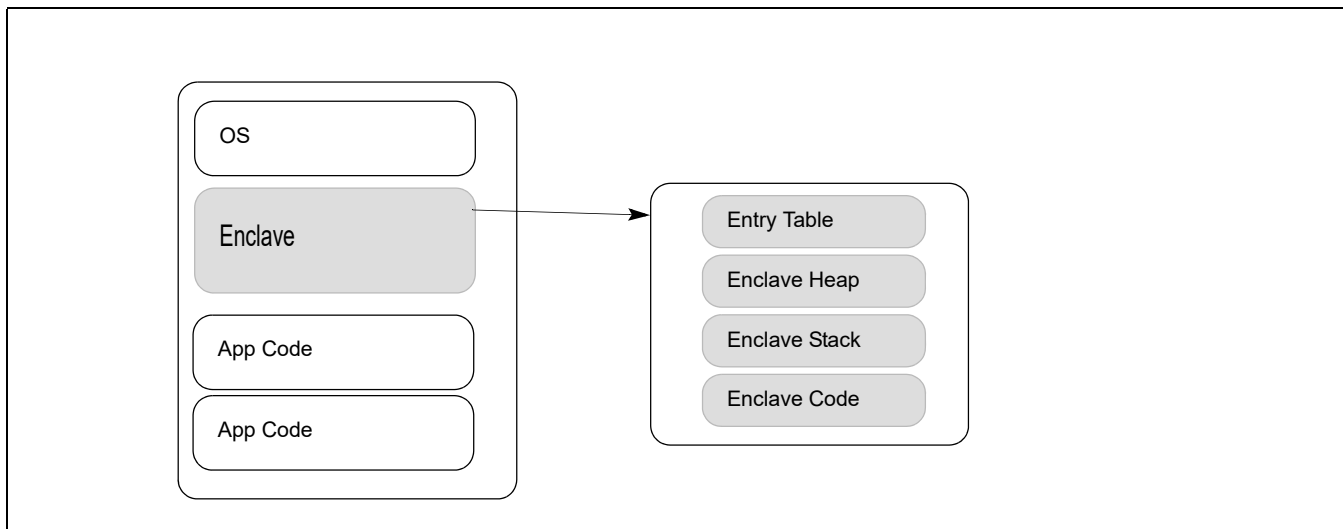 OS
Enclave
App Code
App Code
Entry Table
Enclave Heap
Enclave Stack
Enclave Code